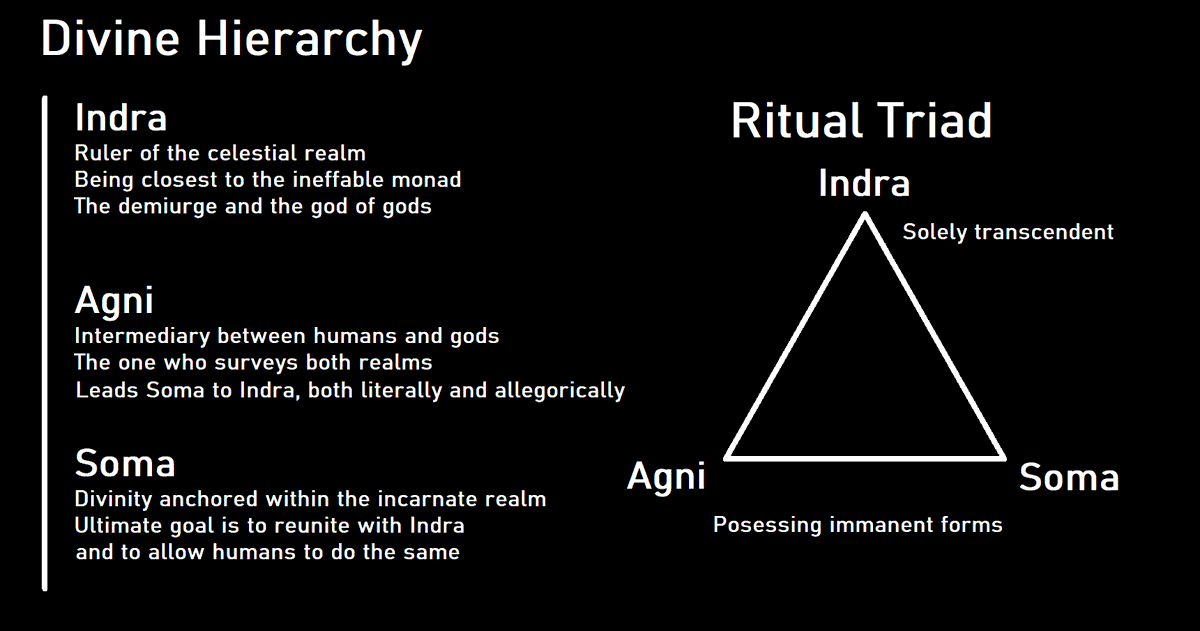 Divine Hierarchy
Indra
Ruler of the celestial realm
Being closest to the ineffable monad
The demiurge and the god of gods
Agni
Intermediary between humans and gods
The one who surveys both realms
Leads Soma to Indra, both literally and allegorically
Soma
Divinity anchored within the incarnate realm
Ultimate goal is to reunite with Indra
and to allow humans to do the same
Ritual Triad
Indra
Solely transcendent
Agni
Soma
Posessing immanent forms